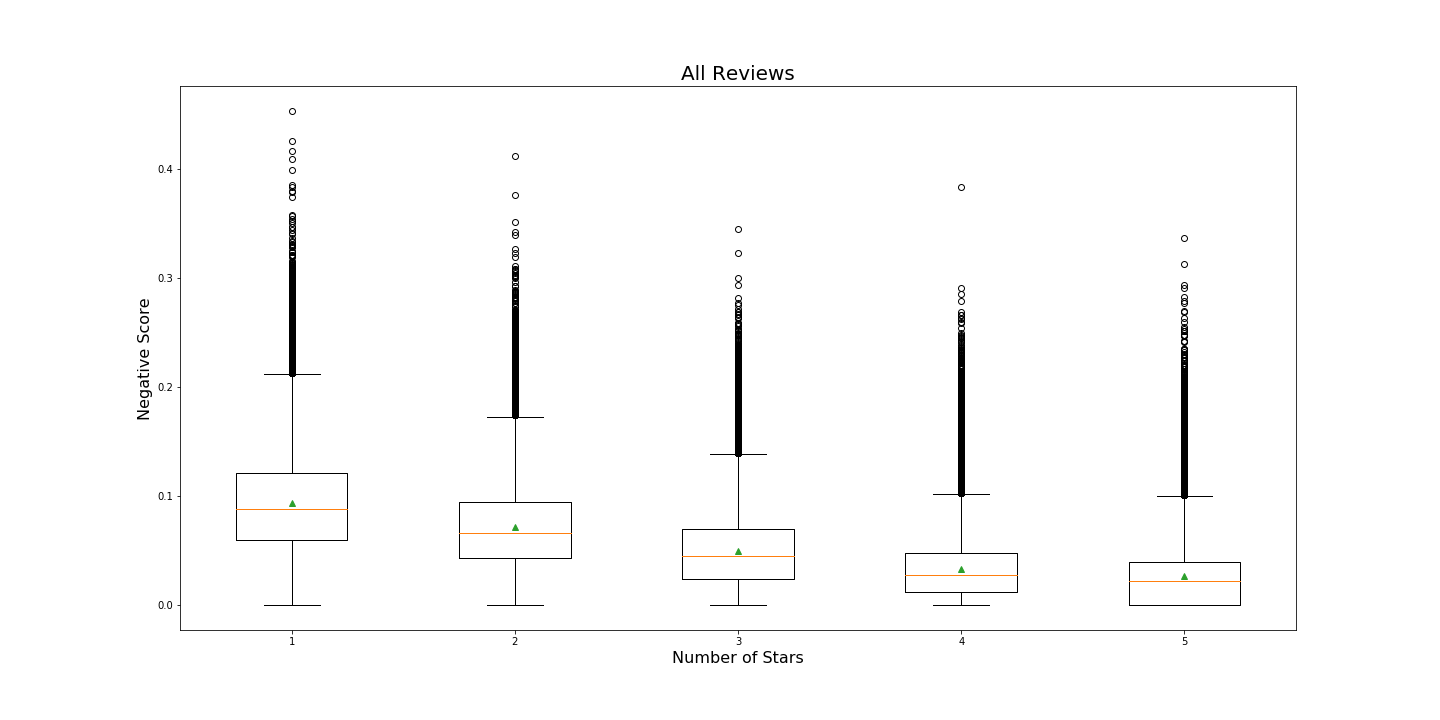 All Reviews
Negative Score
0.4
0.3
0.2
0.1
0.0
1 2 3 4 5
Number of Stars